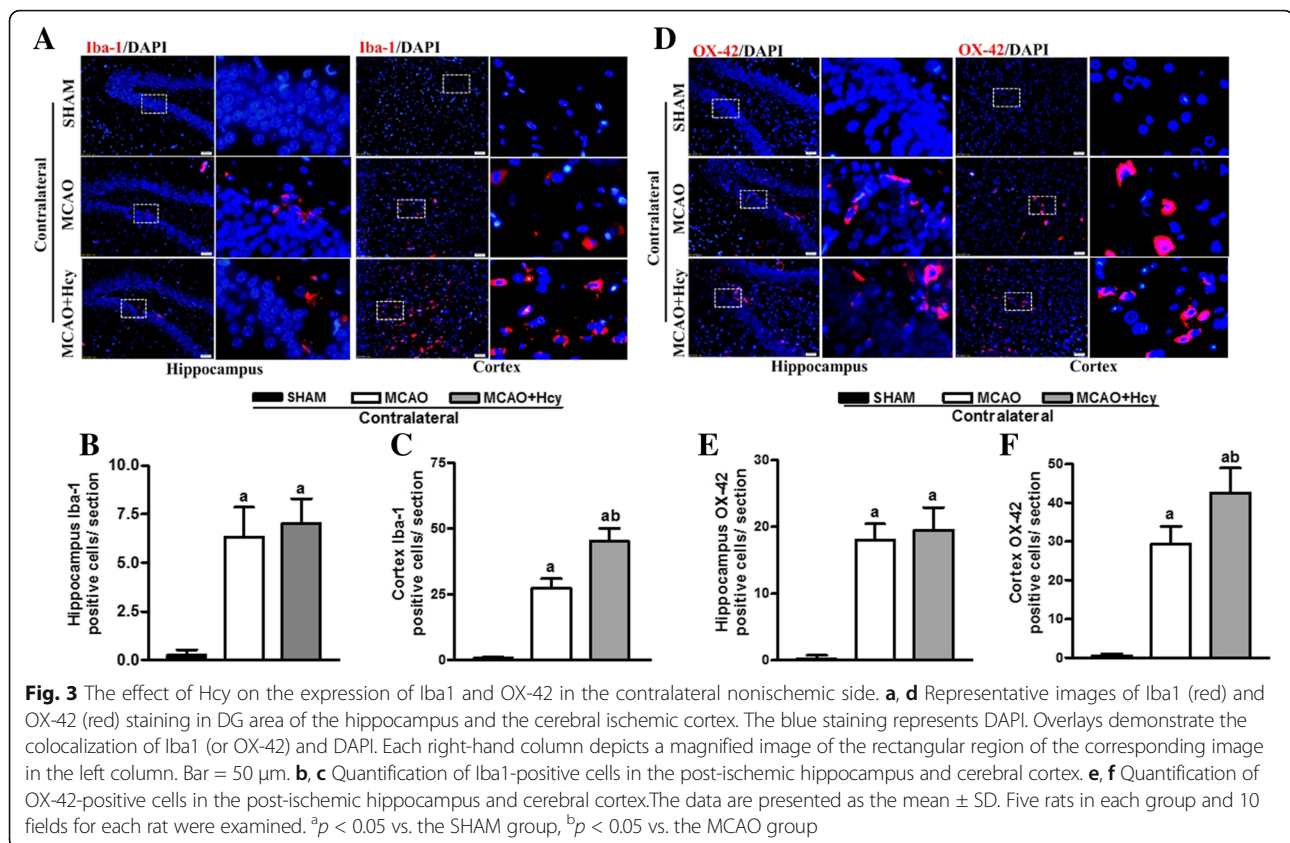 A
Iba-1/DAPI
Iba-1/DAPI
Contralateral
SHAM
MCAO
MCAO+Hcy
Hippocampus
Cortex
D
OX-42/DAPI
OX-42/DAPI
Contralateral
SHAM
MCAO
MCAO+Hcy
Hippocampus
Cortex
SHAM MCAO MCAO+Hcy
Contralateral
SHAM MCAO MCAO+Hcy
Contralateral
B
Hippocampus Iba-1
positive cells/ section
10.0
7.5
5.0
2.5
0.0
a
a
C
Cortex Iba-1
positive cells/ section
75
50
25
0
a
ab
E
Hippocampus OX-42
positive cells/ section
30
20
10
0
a
a
F
Cortex OX-42
positive cells/ section
50
40
30
20
10
0
a
ab
Fig. 3 The effect of Hcy on the expression of Iba1 and OX-42 in the contralateral nonischemic side. a, d Representative images of Iba1 (red) and
OX-42 (red) staining in DG area of the hippocampus and the cerebral ischemic cortex. The blue staining represents DAPI. Overlays demonstrate the
colocalization of Iba1 (or OX-42) and DAPI. Each right-hand column depicts a magnified image of the rectangular region of the corresponding image
in the left column. Bar = 50 μm. b, c Quantification of Iba1-positive cells in the post-ischemic hippocampus and cerebral cortex. e, f Quantification of
OX-42-positive cells in the post-ischemic hippocampus and cerebral cortex.The data are presented as the mean ± SD. Five rats in each group and 10
fields for each rat were examined. ᵃp < 0.05 vs. the SHAM group, ᵇp < 0.05 vs. the MCAO group